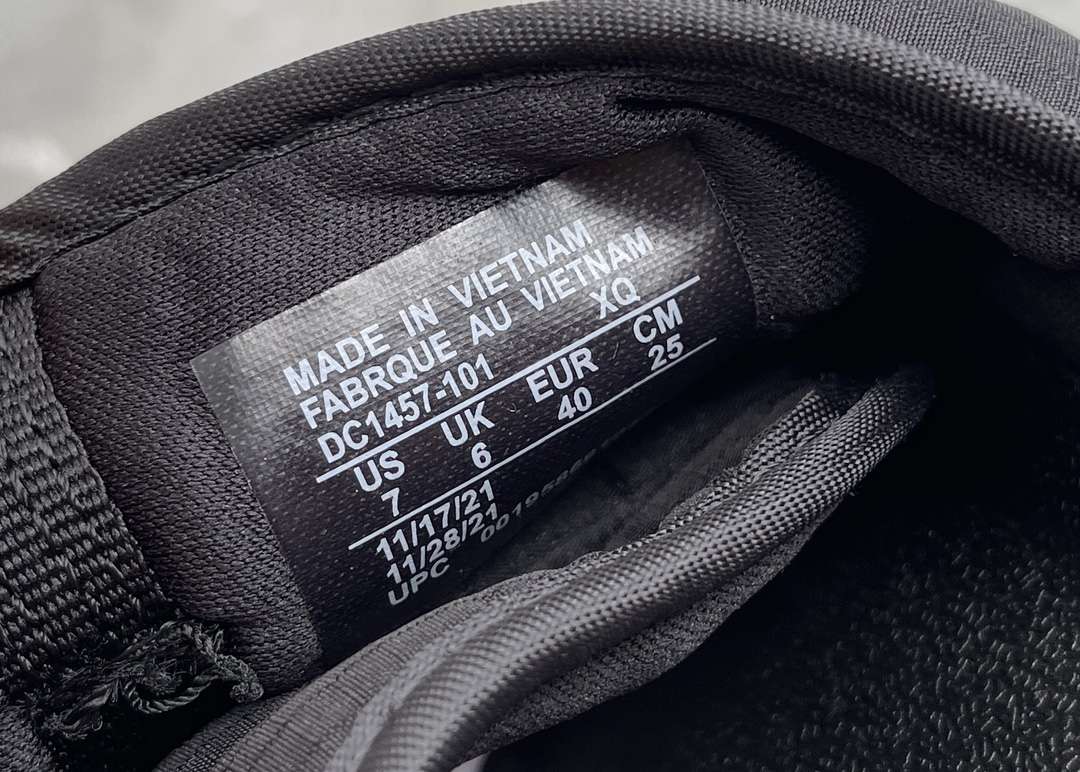 MADE IN VIETNAM
FABRQUE AU VIETNAM
DC1457-101 XQ
US UK EUR CM
7 6 40 25
11/17/21
11/28/21
UPC